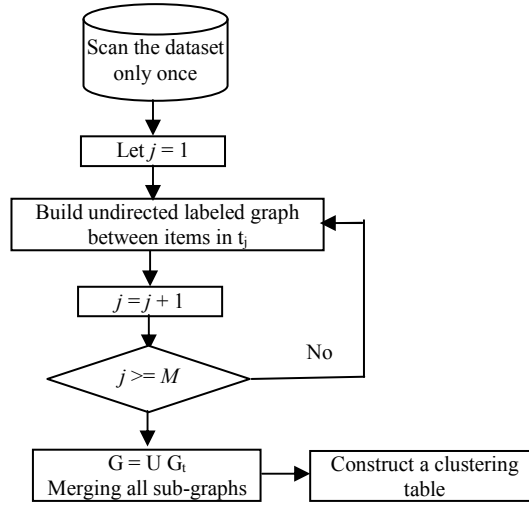 Scan the dataset
only once
Let j = 1
Build undirected labeled graph
between items in tj
j = j + 1
No
j >= M
G = U Gt
Merging all sub-graphs
Construct a clustering
table